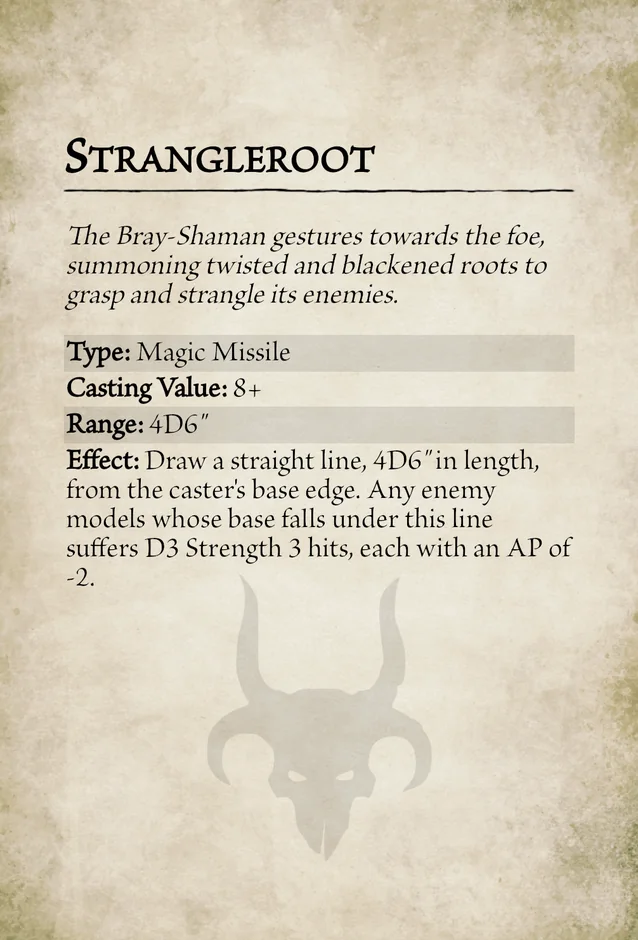 Strangleroot
The Bray-Shaman gestures towards the foe,
summoning twisted and blackened roots to
grasp and strangle its enemies.
Type: Magic Missile
Casting Value: 8+
Range: 4D6"
Effect: Draw a straight line, 4D6" in length,
from the caster's base edge. Any enemy
models whose base falls under this line
suffers D3 Strength 3 hits, each with an AP of
-2.